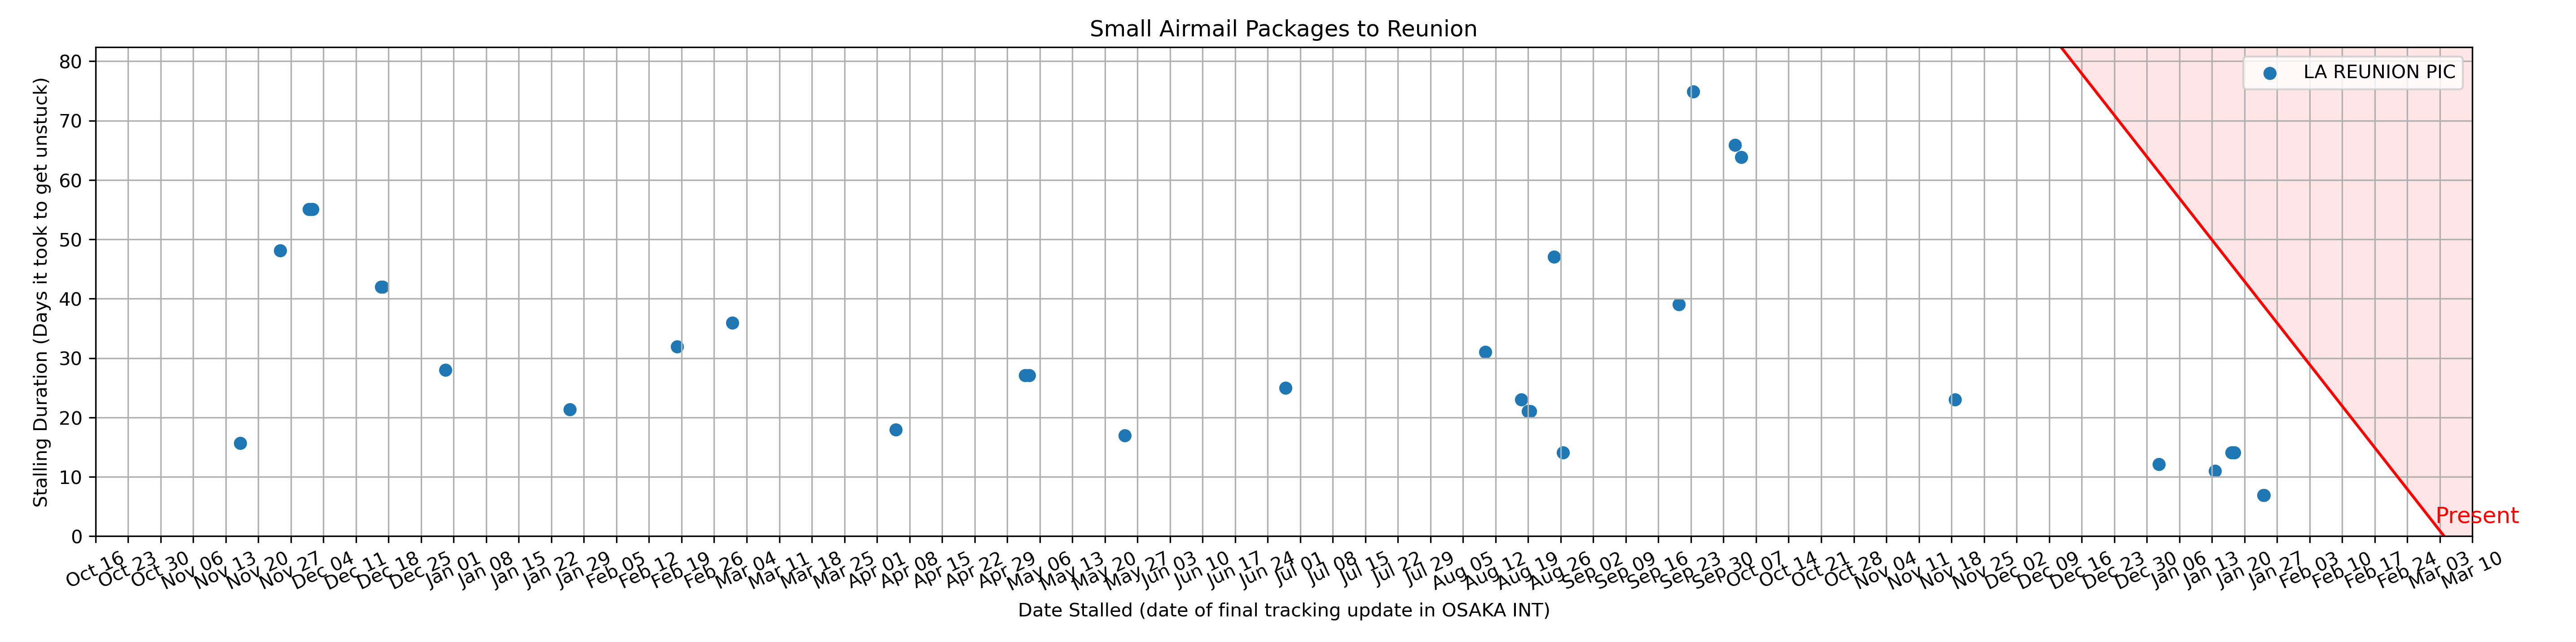 Small Airmail Packages to Reunion
LA REUNION PIC
Stalling Duration (Days it took to get unstuck)
80
70
60
50
40
30
20
10
0
Present
Oct 16 Oct 23 Oct 30 Nov 06 Nov 13 Nov 20 Nov 27 Dec 04 Dec 11 Dec 18 Dec 25 Jan 01 Jan 08 Jan 15 Jan 22 Jan 29 Feb 05 Feb 12 Feb 19 Feb 26 Mar 04 Mar 11 Mar 18 Mar 25 Apr 01 Apr 08 Apr 15 Apr 22 Apr 29 May 06 May 13 May 20 May 27 Jun 03 Jun 10 Jun 17 Jun 24 Jul 01 Jul 08 Jul 15 Jul 22 Jul 29 Aug 05 Aug 12 Aug 19 Aug 26 Sep 02 Sep 09 Sep 16 Sep 23 Sep 30 Oct 07 Oct 14 Oct 21 Oct 28 Nov 04 Nov 11 Nov 18 Nov 25 Dec 02 Dec 09 Dec 16 Dec 23 Dec 30 Jan 06 Jan 13 Jan 20 Jan 27 Feb 03 Feb 10 Feb 17 Feb 24 Mar 03 Mar 10
Date Stalled (date of final tracking update in OSAKA INT)